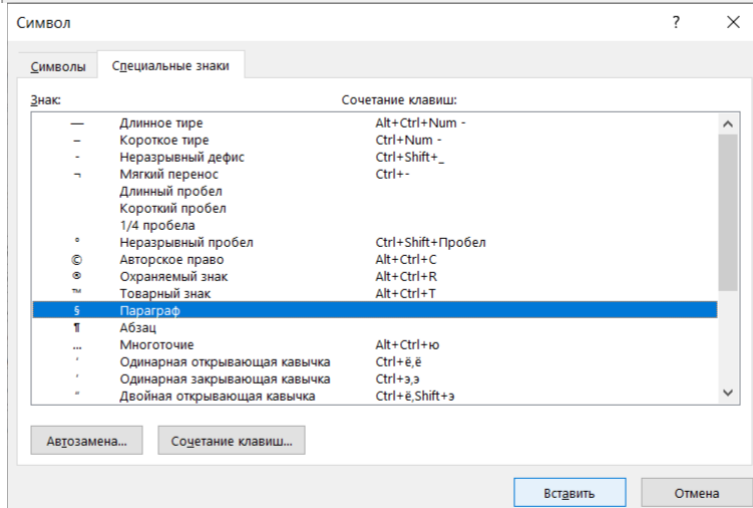 Символ ? ×
Символы Специальные знаки
Знак: Сочетание клавиш:
— Длинное тире Alt+Ctrl+Num -
– Короткое тире Ctrl+Num -
- Неразрывный дефис Ctrl+Shift+_
¬ Мягкий перенос Ctrl+-
Длинный пробел
Короткий пробел
1/4 пробела
° Неразрывный пробел Ctrl+Shift+Пробел
© Авторское право Alt+Ctrl+C
® Охраняемый знак Alt+Ctrl+R
™ Товарный знак Alt+Ctrl+T
§ Параграф
¶ Абзац
... Многоточие Alt+Ctrl+ю
‘ Одинарная открывающая кавычка Ctrl+ё,ё
’ Одинарная закрывающая кавычка Ctrl+э,э
“ Двойная открывающая кавычка Ctrl+ё,Shift+э
Автозамена... Сочетание клавиш...
Вставить Отмена